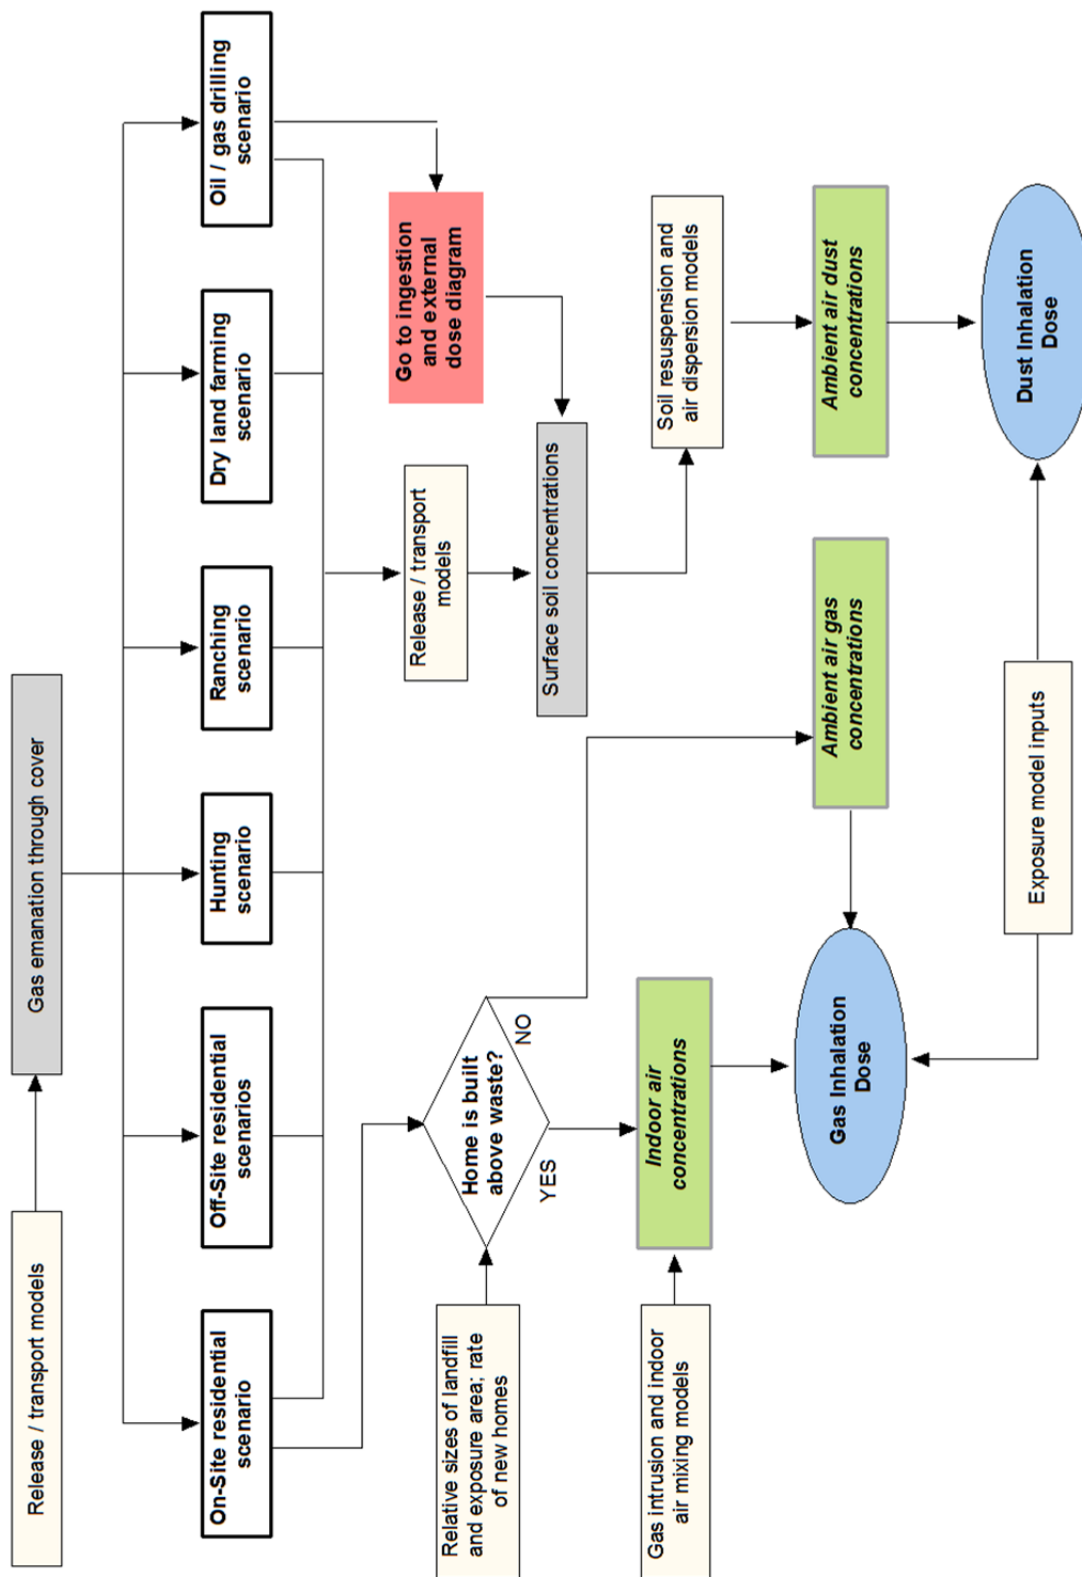 Release / transport models
Gas emanation through cover
On-Site residential
scenario
Off-Site residential
scenarios
Hunting
scenario
Ranching
scenario
Dry land farming
scenario
Oil / gas drilling
scenario
Go to ingestion
and external
dose diagram
Release / transport
models
Relative sizes of landfill
and exposure area; rate
of new homes
Home is built
above waste?
NO
YES
Surface soil concentrations
Gas intrusion and indoor
air mixing models
Indoor air
concentrations
Soil resuspension and
air dispersion models
Ambient air gas
concentrations
Ambient air dust
concentrations
Gas Inhalation
Dose
Exposure model inputs
Dust Inhalation
Dose